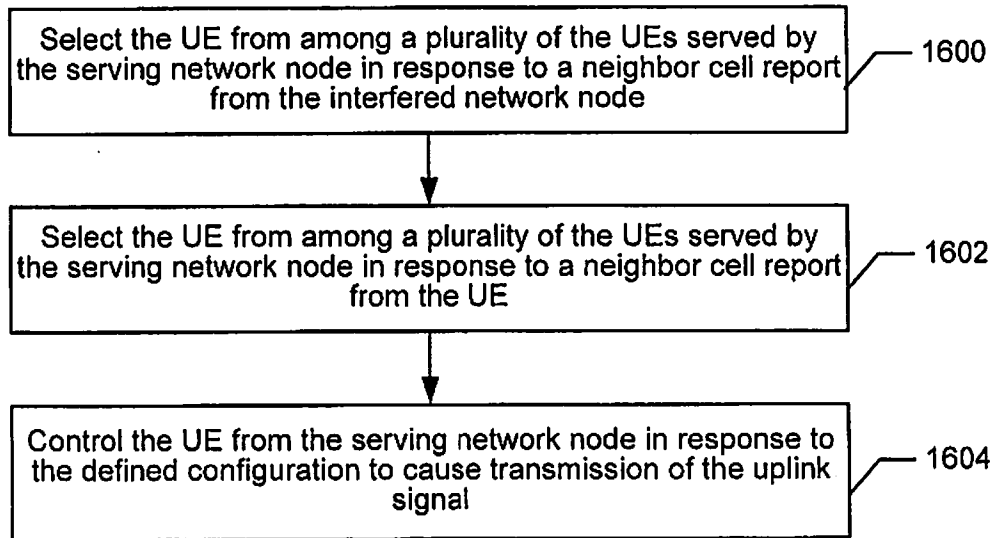 Select the UE from among a plurality of the UEs served by
the serving network node in response to a neighbor cell report
from the interfered network node
1600
Select the UE from among a plurality of the UEs served by
the serving network node in response to a neighbor cell report
from the UE
1602
Control the UE from the serving network node in response to
the defined configuration to cause transmission of the uplink
signal
1604